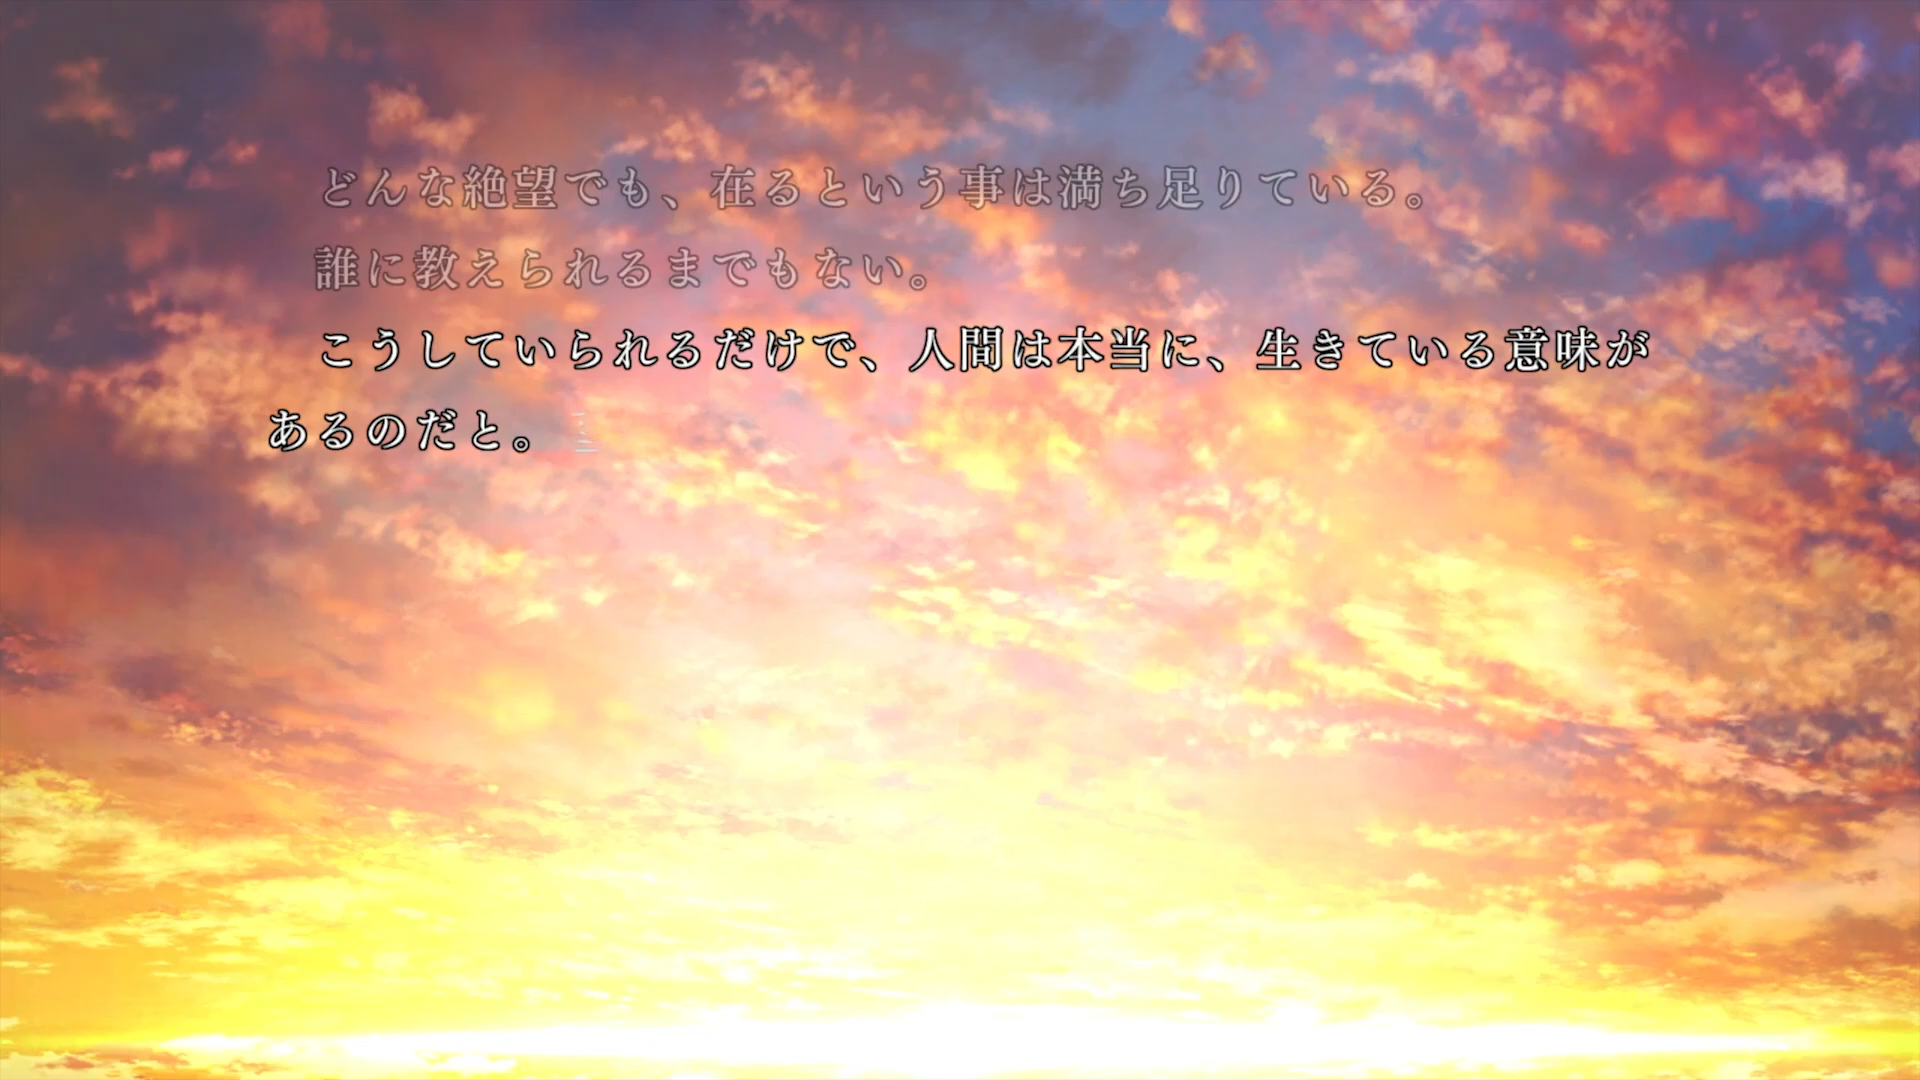 どんな絶望でも、在るという事は満ち足りている。
誰に教えられるまでもない。
こうしていられるだけで、人間は本当に、生きている意味が
あるのだと。